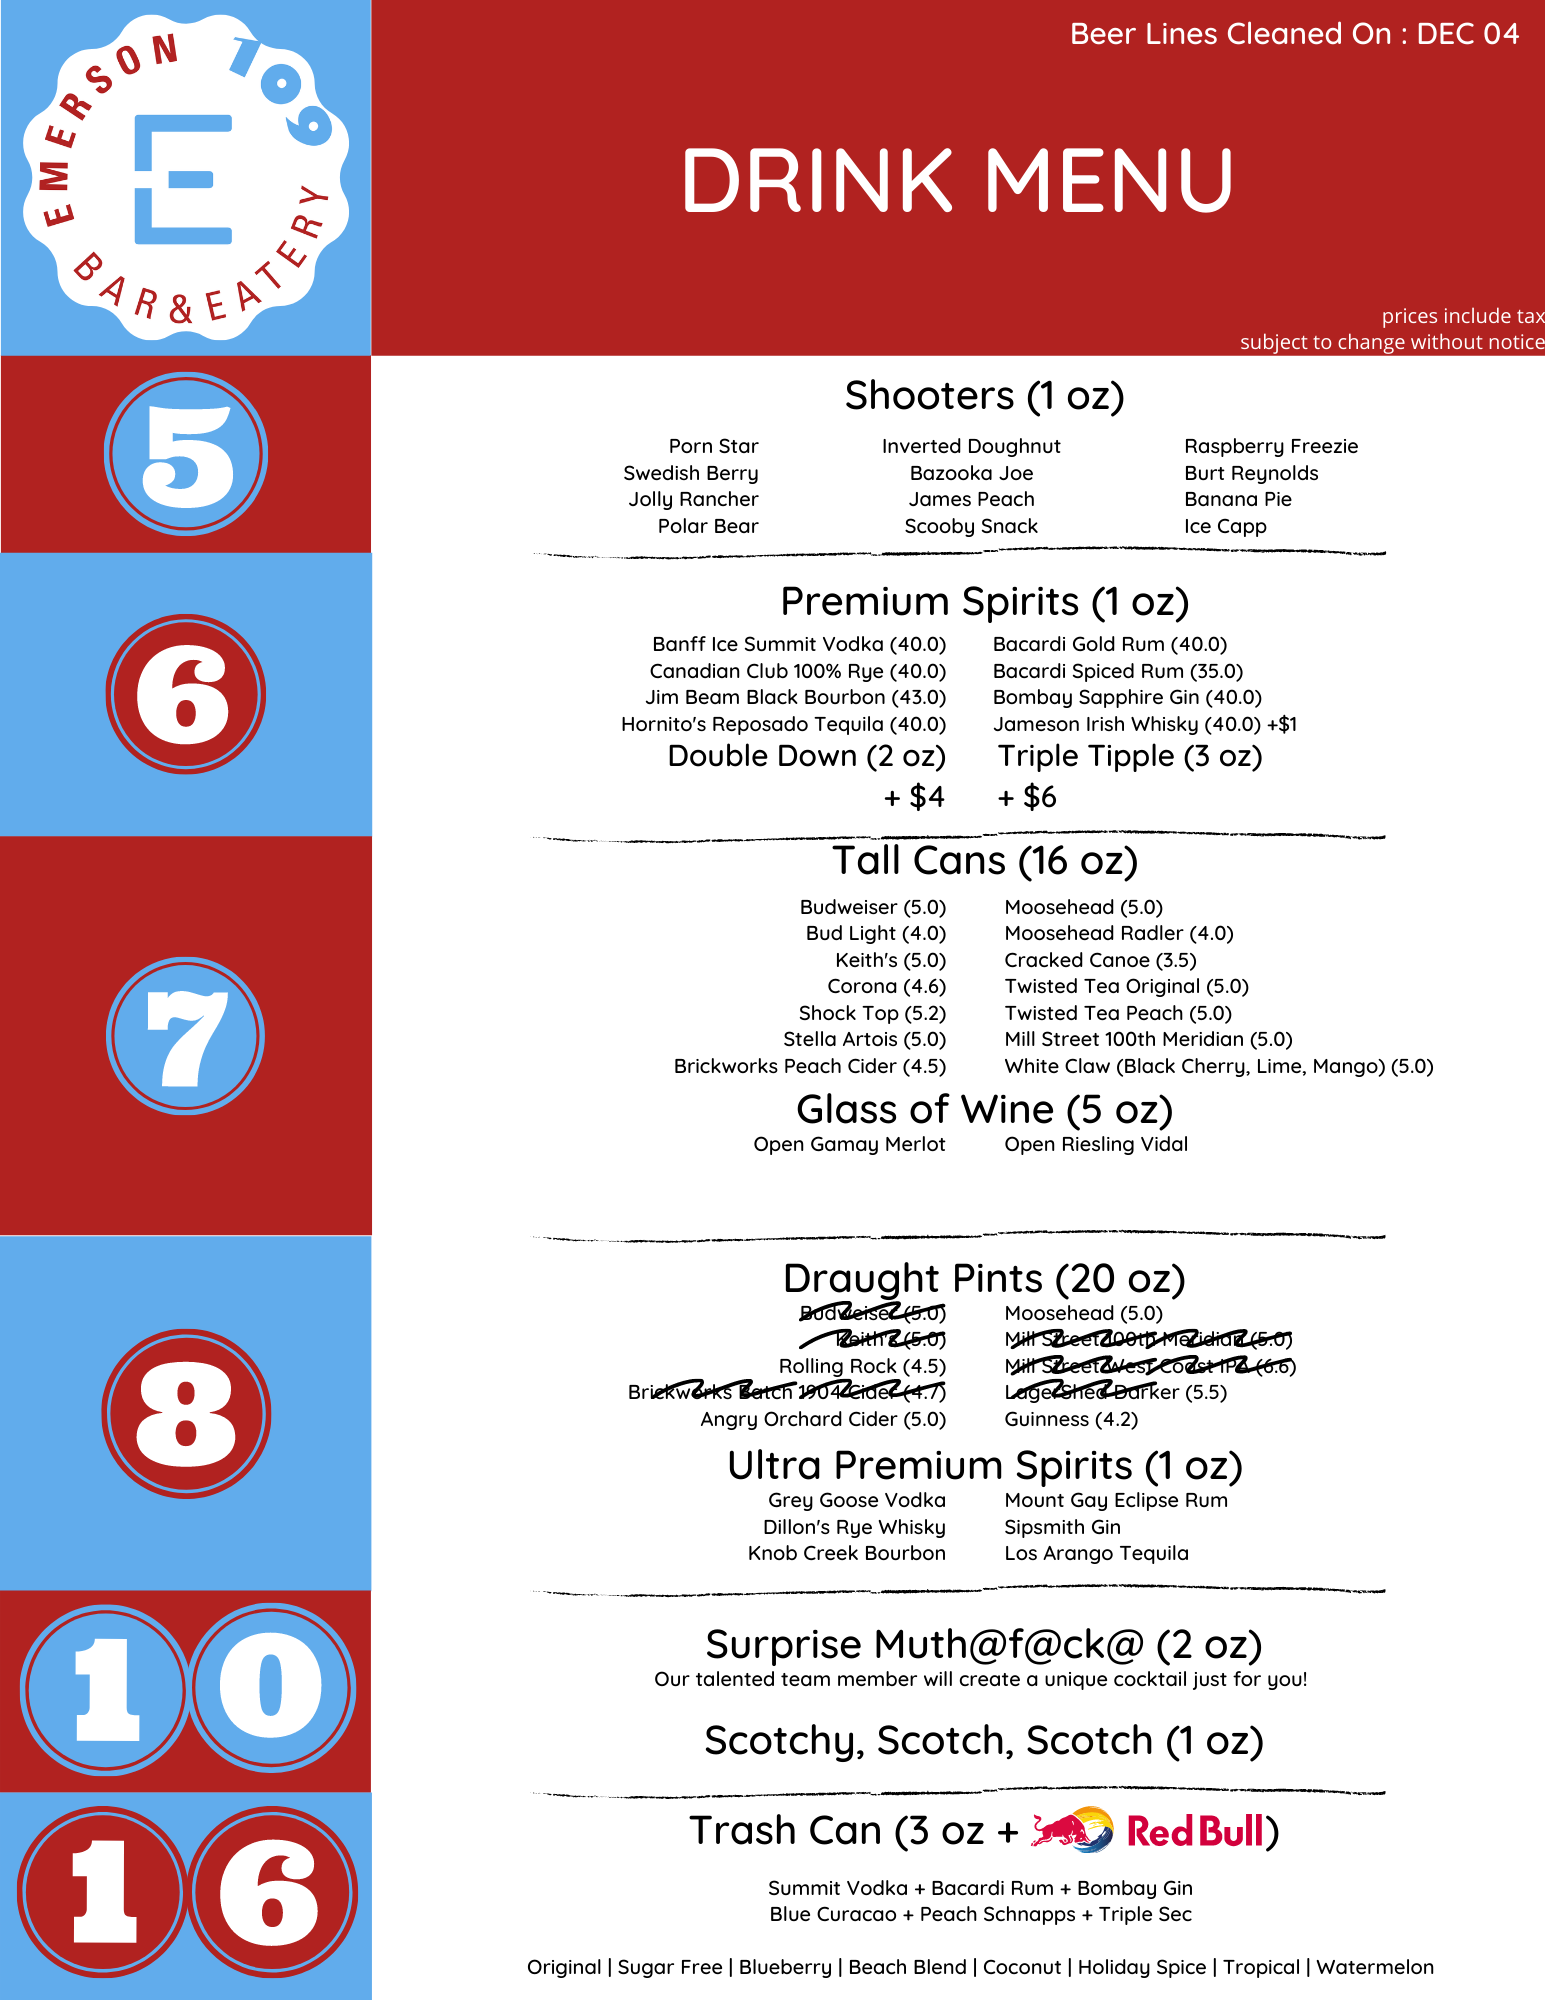 EMERSON 109
E
BAR & EATERY
Beer Lines Cleaned On : DEC 04
DRINK MENU
prices include tax
subject to change without notice
5
Shooters (1 oz)
Porn Star Inverted Doughnut Raspberry Freezie
Swedish Berry Bazooka Joe Burt Reynolds
Jolly Rancher James Peach Banana Pie
Polar Bear Scooby Snack Ice Capp
6
Premium Spirits (1 oz)
Banff Ice Summit Vodka (40.0) Bacardi Gold Rum (40.0)
Canadian Club 100% Rye (40.0) Bacardi Spiced Rum (35.0)
Jim Beam Black Bourbon (43.0) Bombay Sapphire Gin (40.0)
Hornito's Reposado Tequila (40.0) Jameson Irish Whisky (40.0) +$1
Double Down (2 oz) Triple Tipple (3 oz)
+ $4 + $6
7
Tall Cans (16 oz)
Budweiser (5.0) Moosehead (5.0)
Bud Light (4.0) Moosehead Radler (4.0)
Keith's (5.0) Cracked Canoe (3.5)
Corona (4.6) Twisted Tea Original (5.0)
Shock Top (5.2) Twisted Tea Peach (5.0)
Stella Artois (5.0) Mill Street 100th Meridian (5.0)
Brickworks Peach Cider (4.5) White Claw (Black Cherry, Lime, Mango) (5.0)
Glass of Wine (5 oz)
Open Gamay Merlot Open Riesling Vidal
8
Draught Pints (20 oz)
Budweiser (5.0) Moosehead (5.0)
Keith's (5.0) Mill Street 100th Meridian (5.0)
Rolling Rock (4.5) Mill Street West Coast IPA (6.6)
Brickworks Batch 1904 Cider (4.7) LagerShed Darker (5.5)
Angry Orchard Cider (5.0) Guinness (4.2)
Ultra Premium Spirits (1 oz)
Grey Goose Vodka Mount Gay Eclipse Rum
Dillon's Rye Whisky Sipsmith Gin
Knob Creek Bourbon Los Arango Tequila
10
Surprise Muth@f@ck@ (2 oz)
Our talented team member will create a unique cocktail just for you!
Scotchy, Scotch, Scotch (1 oz)
16
Trash Can (3 oz + Red Bull)
Summit Vodka + Bacardi Rum + Bombay Gin
Blue Curacao + Peach Schnapps + Triple Sec
Original | Sugar Free | Blueberry | Beach Blend | Coconut | Holiday Spice | Tropical | Watermelon